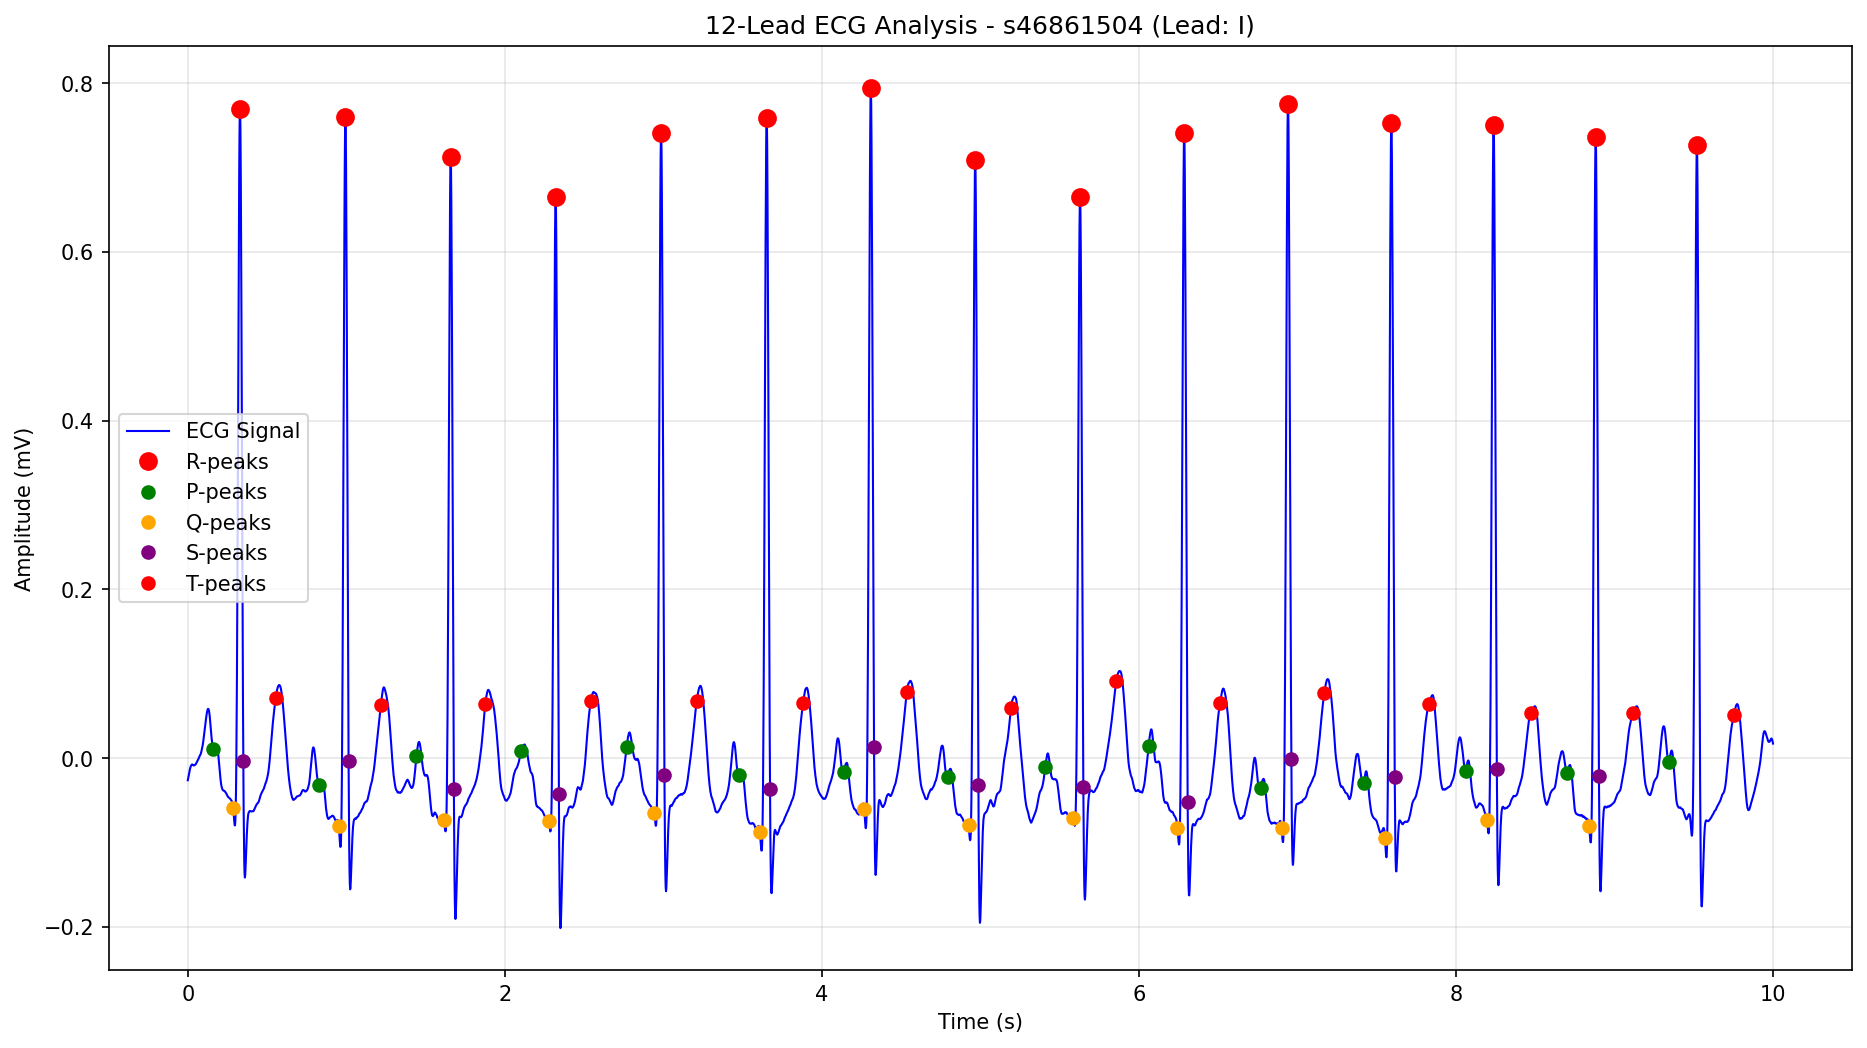 12-Lead ECG Analysis - s46861504 (Lead: I)
Amplitude (mV)
0.8
0.6
0.4
0.2
0.0
−0.2
ECG Signal
R-peaks
P-peaks
Q-peaks
S-peaks
T-peaks
0 2 4 6 8 10
Time (s)